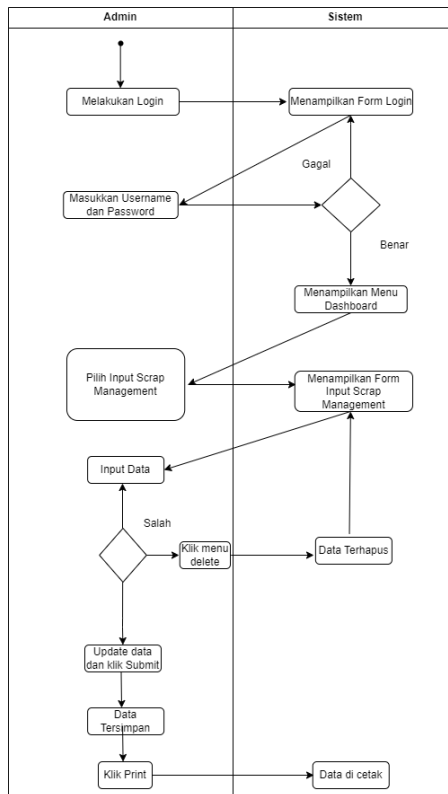 Admin
Sistem
Melakukan Login
Menampilkan Form Login
Gagal
Masukkan Username
dan Password
Benar
Menampilkan Menu
Dashboard
Pilih Input Scrap
Management
Menampilkan Form
Input Scrap
Management
Input Data
Salah
Klik menu
delete
Data Terhapus
Update data
dan klik Submit
Data
Tersimpan
Klik Print
Data di cetak